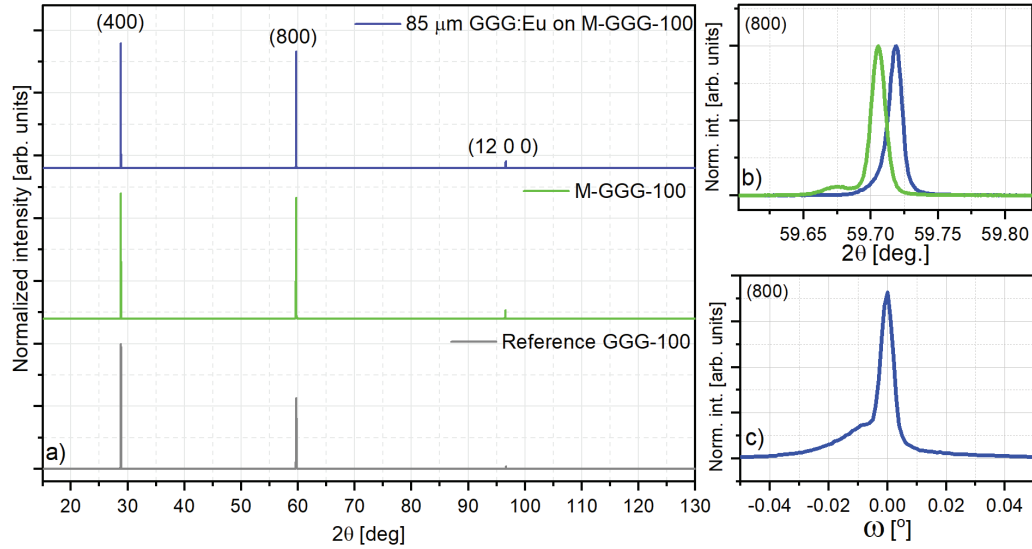 (400)
(800)
85 μm GGG:Eu on M-GGG-100
(12 0 0)
M-GGG-100
Reference GGG-100
a)
Normalized intensity [arb. units]
20 30 40 50 60 70 80 90 100 110 120 130
2θ [deg]
(800)
b)
Norm. int. [arb. units]
59.65 59.70 59.75 59.80
2θ [deg.]
(800)
c)
Norm. int. [arb. units]
-0.04 -0.02 0.00 0.02 0.04
ω [º]